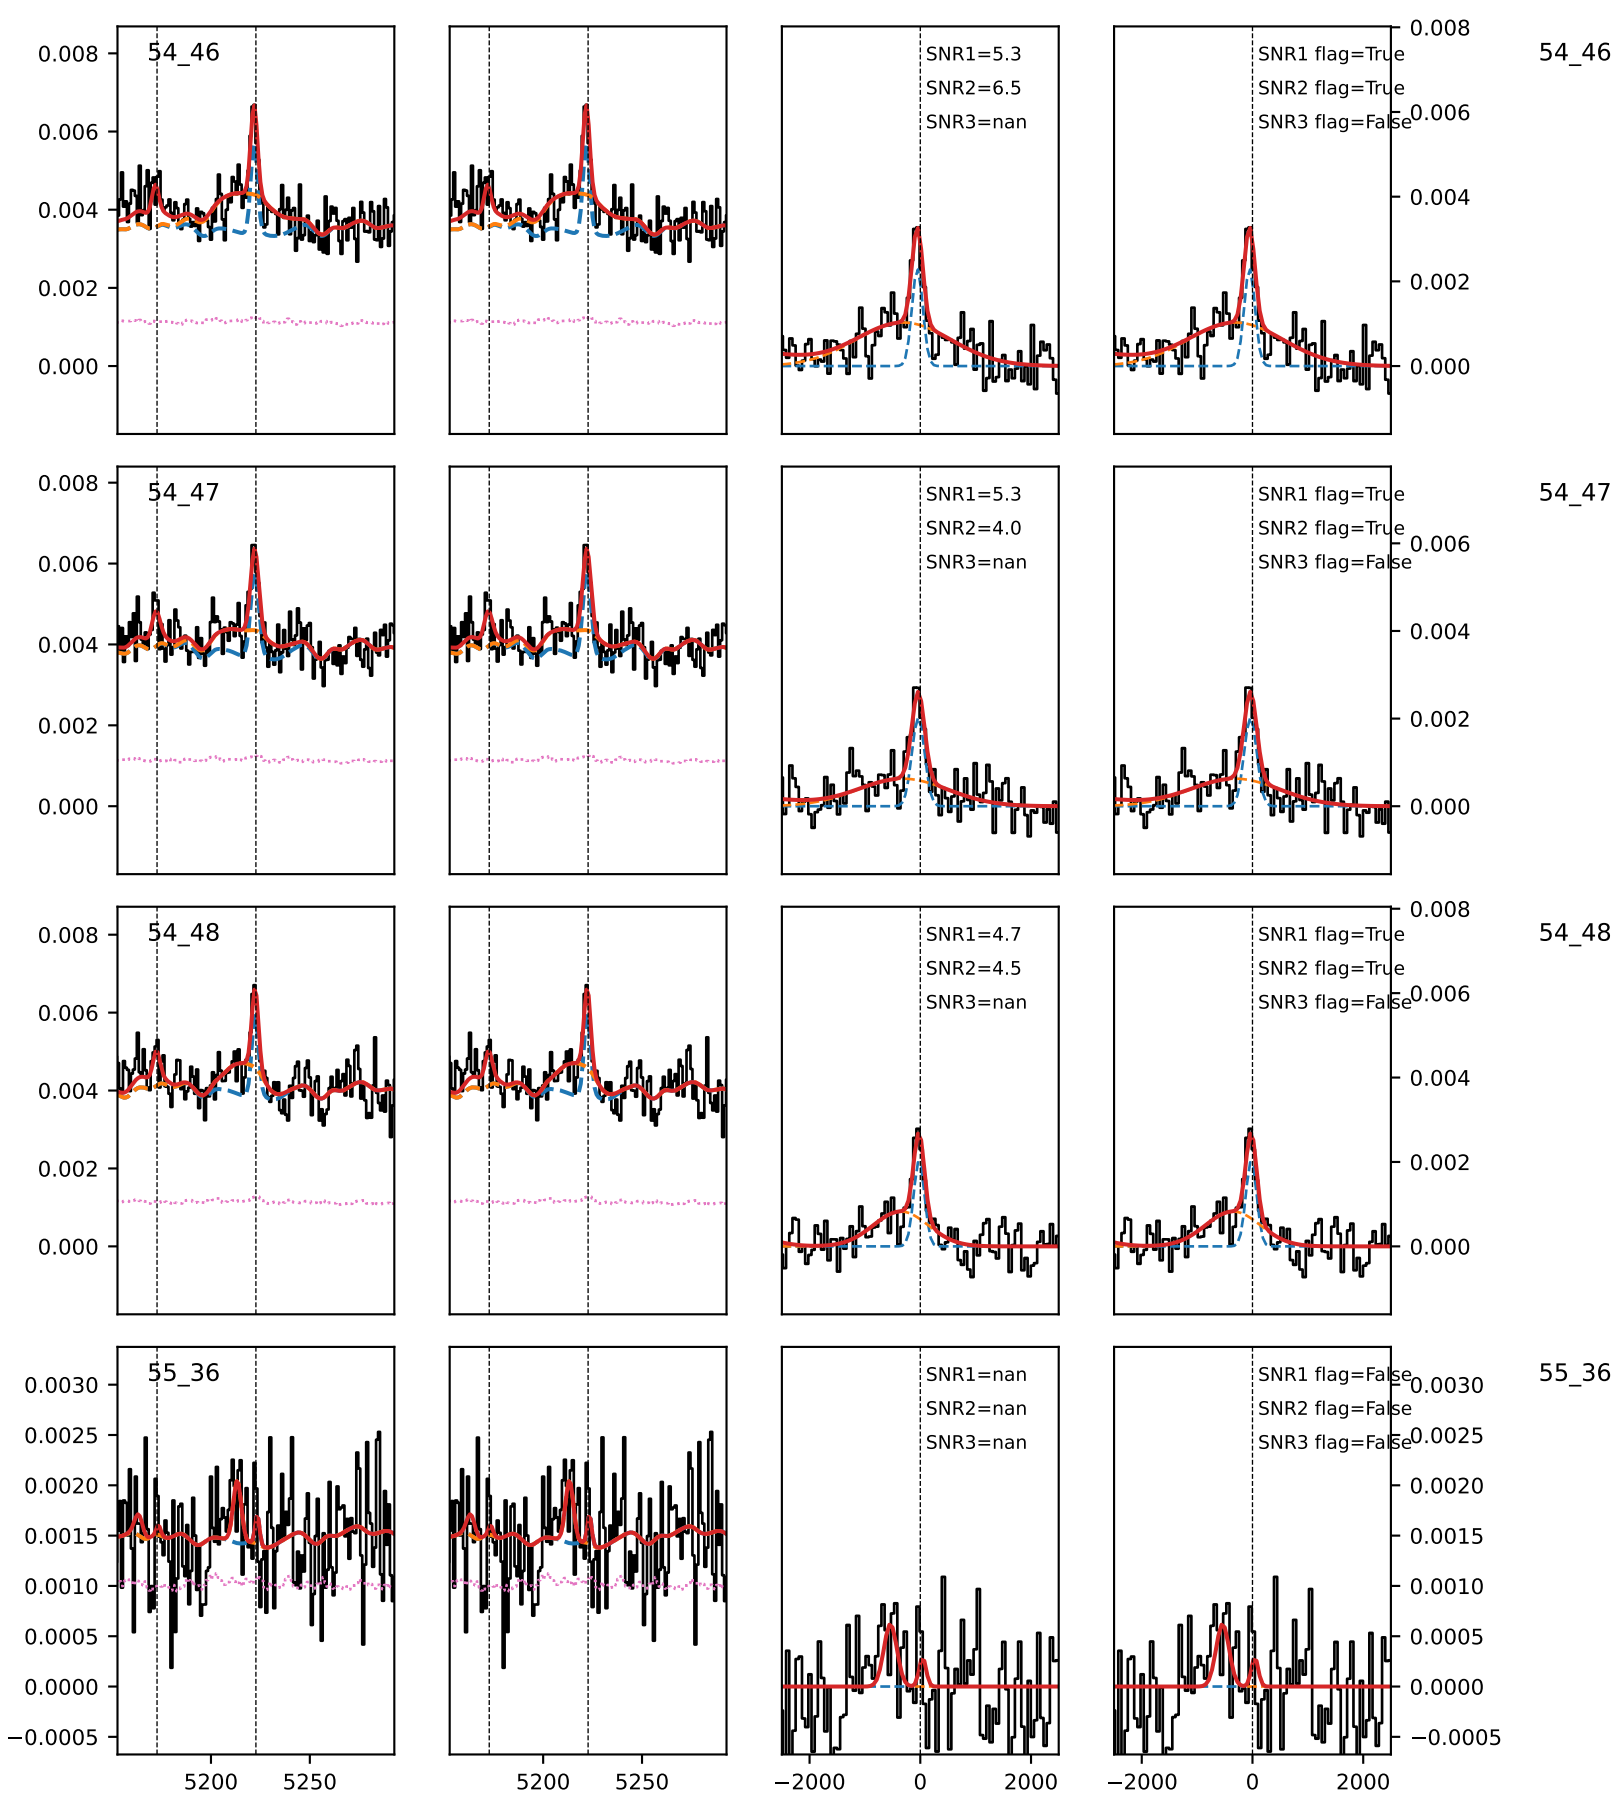 0.008
0.006
0.004
0.002
0.000
54_46
SNR1=5.3
SNR2=6.5
SNR3=nan
SNR1 flag=True
SNR2 flag=True
SNR3 flag=False
0.008
0.006
0.004
0.002
0.000
54_46
0.008
0.006
0.004
0.002
0.000
54_47
SNR1=5.3
SNR2=4.0
SNR3=nan
SNR1 flag=True
SNR2 flag=True
SNR3 flag=False
0.006
0.004
0.002
0.000
54_47
0.008
0.006
0.004
0.002
0.000
54_48
SNR1=4.7
SNR2=4.5
SNR3=nan
SNR1 flag=True
SNR2 flag=True
SNR3 flag=False
0.008
0.006
0.004
0.002
0.000
54_48
0.0030
0.0025
0.0020
0.0015
0.0010
0.0005
0.0000
−0.0005
55_36
SNR1=nan
SNR2=nan
SNR3=nan
SNR1 flag=False
SNR2 flag=False
SNR3 flag=False
0.0030
0.0025
0.0020
0.0015
0.0010
0.0005
0.0000
−0.0005
55_36
5200 5250
5200 5250
−2000 0 2000
−2000 0 2000